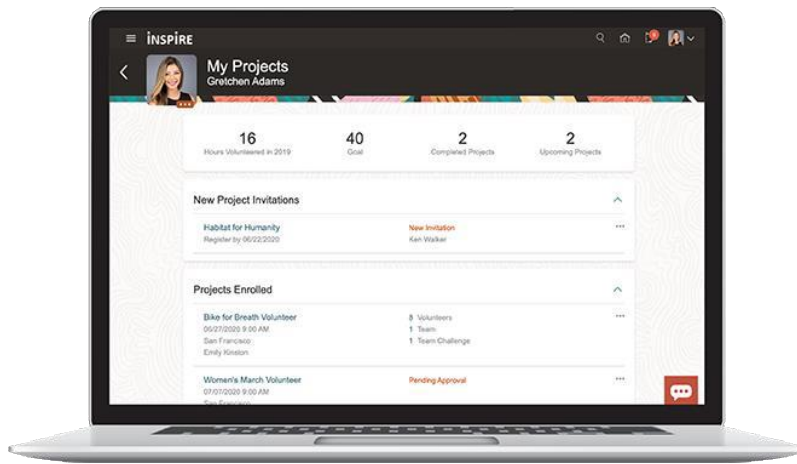 INSPIRE
My Projects
Gretchen Adams
16
Hours Volunteered in 2019
40
Goal
2
Completed Projects
2
Upcoming Projects
New Project Invitations
Habitat for Humanity
New Invitation
Register by 06/22/2020
Ken Walker
Projects Enrolled
Bike for Breath Volunteer
8 Volunteers
06/27/2020 9:00 AM
1 Team
San Francisco
1 Team Challenge
Emily Kinston
Women's March Volunteer
Pending Approval
07/07/2020 9:00 AM
San Francisco